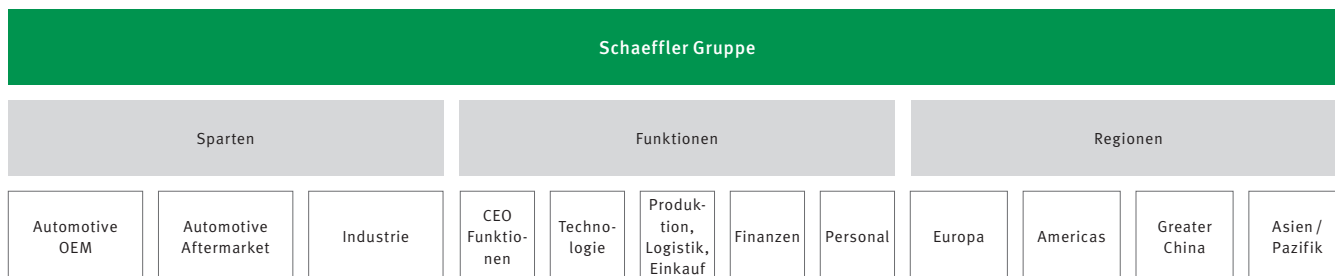 Schaeffler Gruppe
Sparten
Funktionen
Regionen
Automotive
OEM
Automotive
Aftermarket
Industrie
CEO
Funktio-
nen
Techno-
logie
Produk-
tion,
Logistik,
Einkauf
Finanzen
Personal
Europa
Americas
Greater
China
Asien /
Pazifik